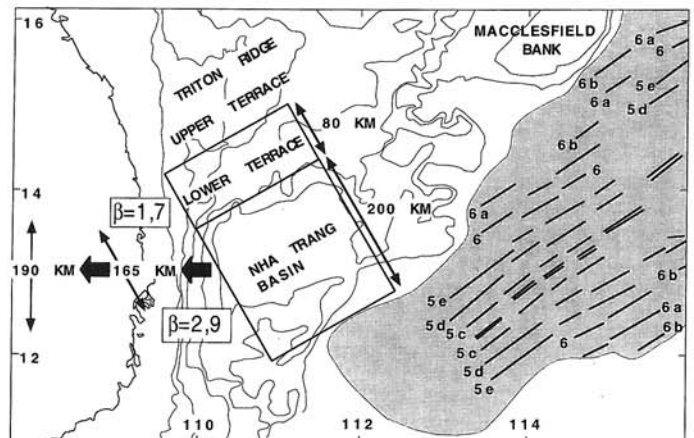 16
MACCLESFIELD
BANK
6 a
6
6 b
6 a
5 e
5 d
TRITON RIDGE
UPPER TERRACE
80 KM
6 b
LOWER TERRACE
14
6
200 KM
β=1,7
6 a
6
NHA TRANG
BASIN
190 KM
165 KM
6 b
5 e
6 a
5 d
β=2,9
5 c
6 b
12
5 c
6
5 d
5 e
110
112
114